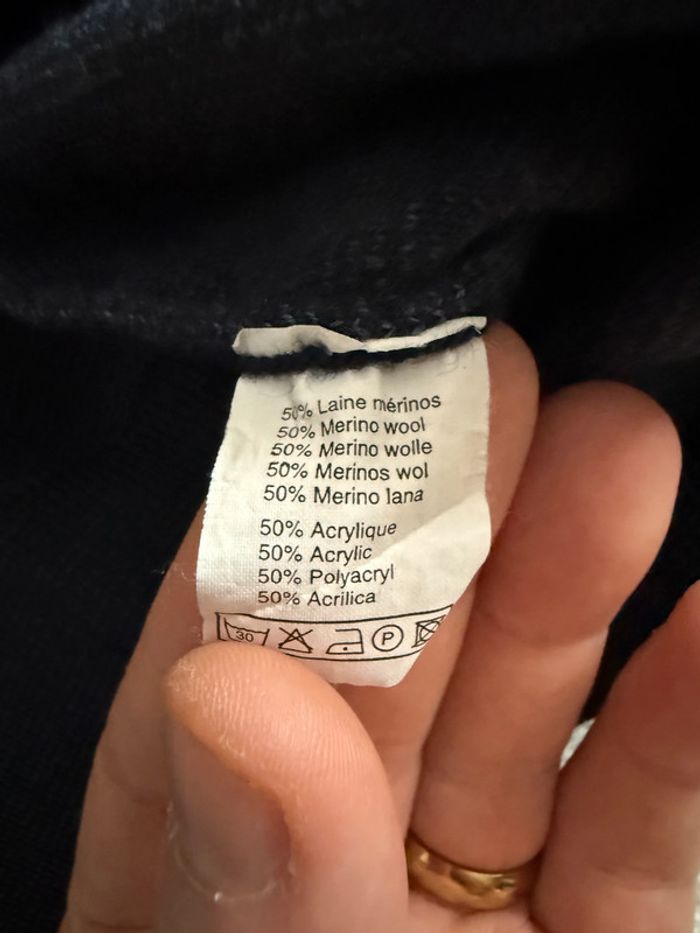 50% Laine mérinos
50% Merino wool
50% Merino wolle
50% Merinos wol
50% Merino lana
50% Acrylique
50% Acrylic
50% Polyacryl
50% Acrilica
30 P